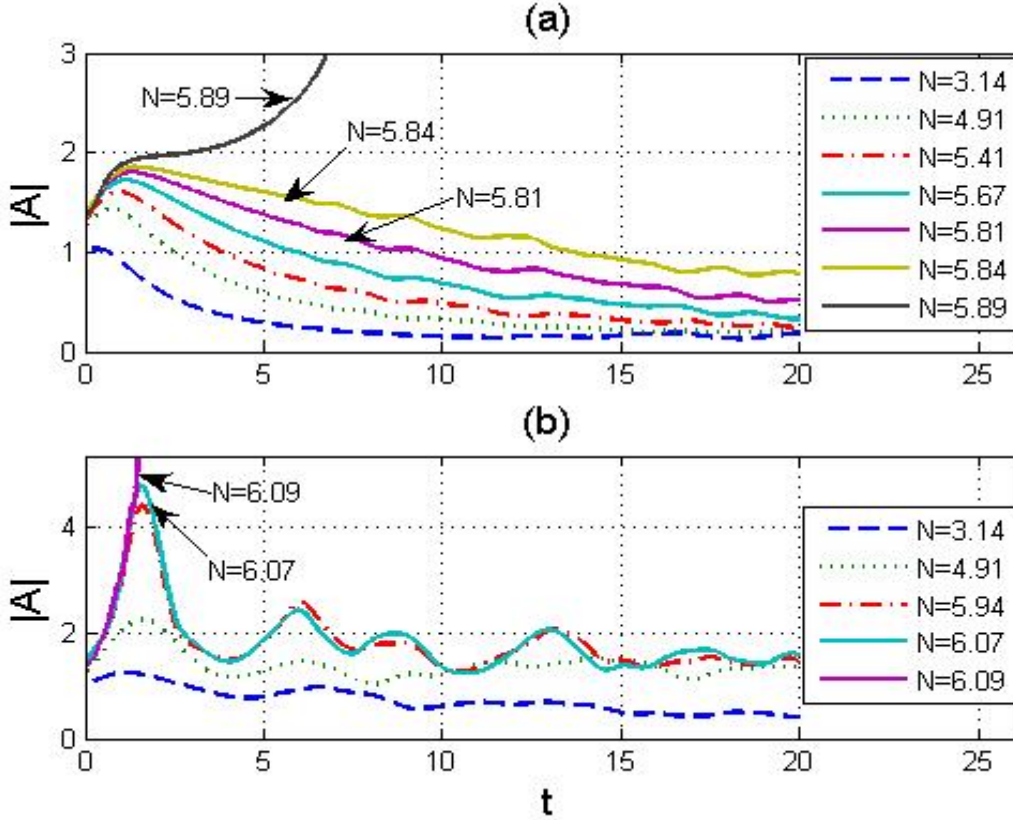 (a)
3
2
1
0
|A|
N=5.89
N=5.84
N=5.81
N=3.14
N=4.91
N=5.41
N=5.67
N=5.81
N=5.84
N=5.89
0 5 10 15 20 25
(b)
4
2
0
|A|
N=6.09
N=6.07
N=3.14
N=4.91
N=5.94
N=6.07
N=6.09
0 5 10 15 20 25
t